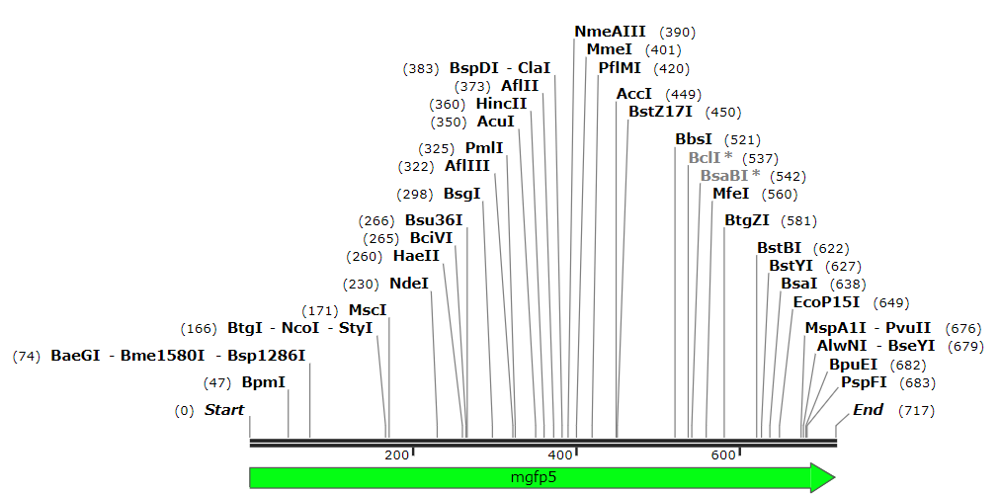 NmeAIII (390)
MmeI (401)
(383) BspDI - ClaI
PflMI (420)
(373) AflII
AccI (449)
(360) HincII
BstZ17I (450)
(350) AcuI
BbsI (521)
(325) PmlI
BclI * (537)
(322) AflIII
BsaBI * (542)
(298) BsgI
MfeI (560)
(266) Bsu36I
BtgZI (581)
(265) BciVI
BstBI (622)
(260) HaeII
BstYI (627)
(230) NdeI
BsaI (638)
EcoP15I (649)
(171) MscI
(166) BtgI - NcoI - StyI
MspA1I - PvuII (676)
AlwNI - BseYI (679)
(74) BaeGI - Bme1580I - Bsp1286I
BpuEI (682)
(47) BpmI
PspFI (683)
(0) Start
End (717)
200 400 600
mgfp5